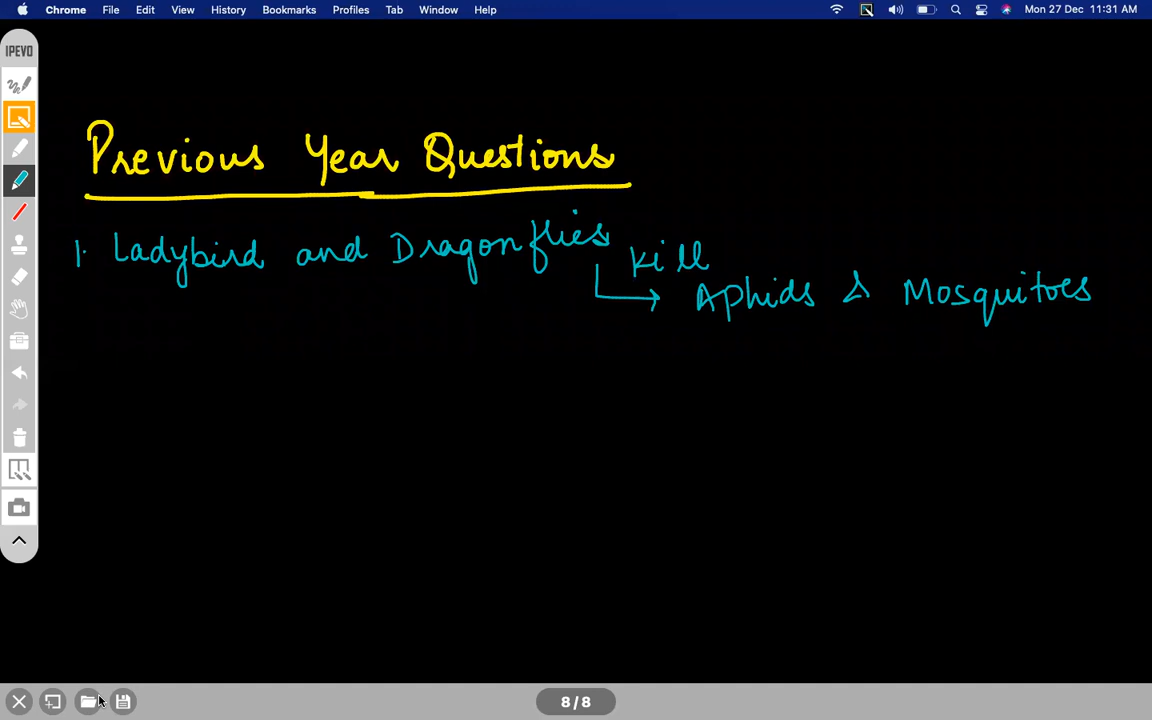 Chrome File Edit View History Bookmarks Profiles Tab Window Help Mon 27 Dec 11:31 AM
IPEVO
Previous Year Questions
1. Ladybird and Dragonflies
Kill
Aphids & Mosquitoes
8/8